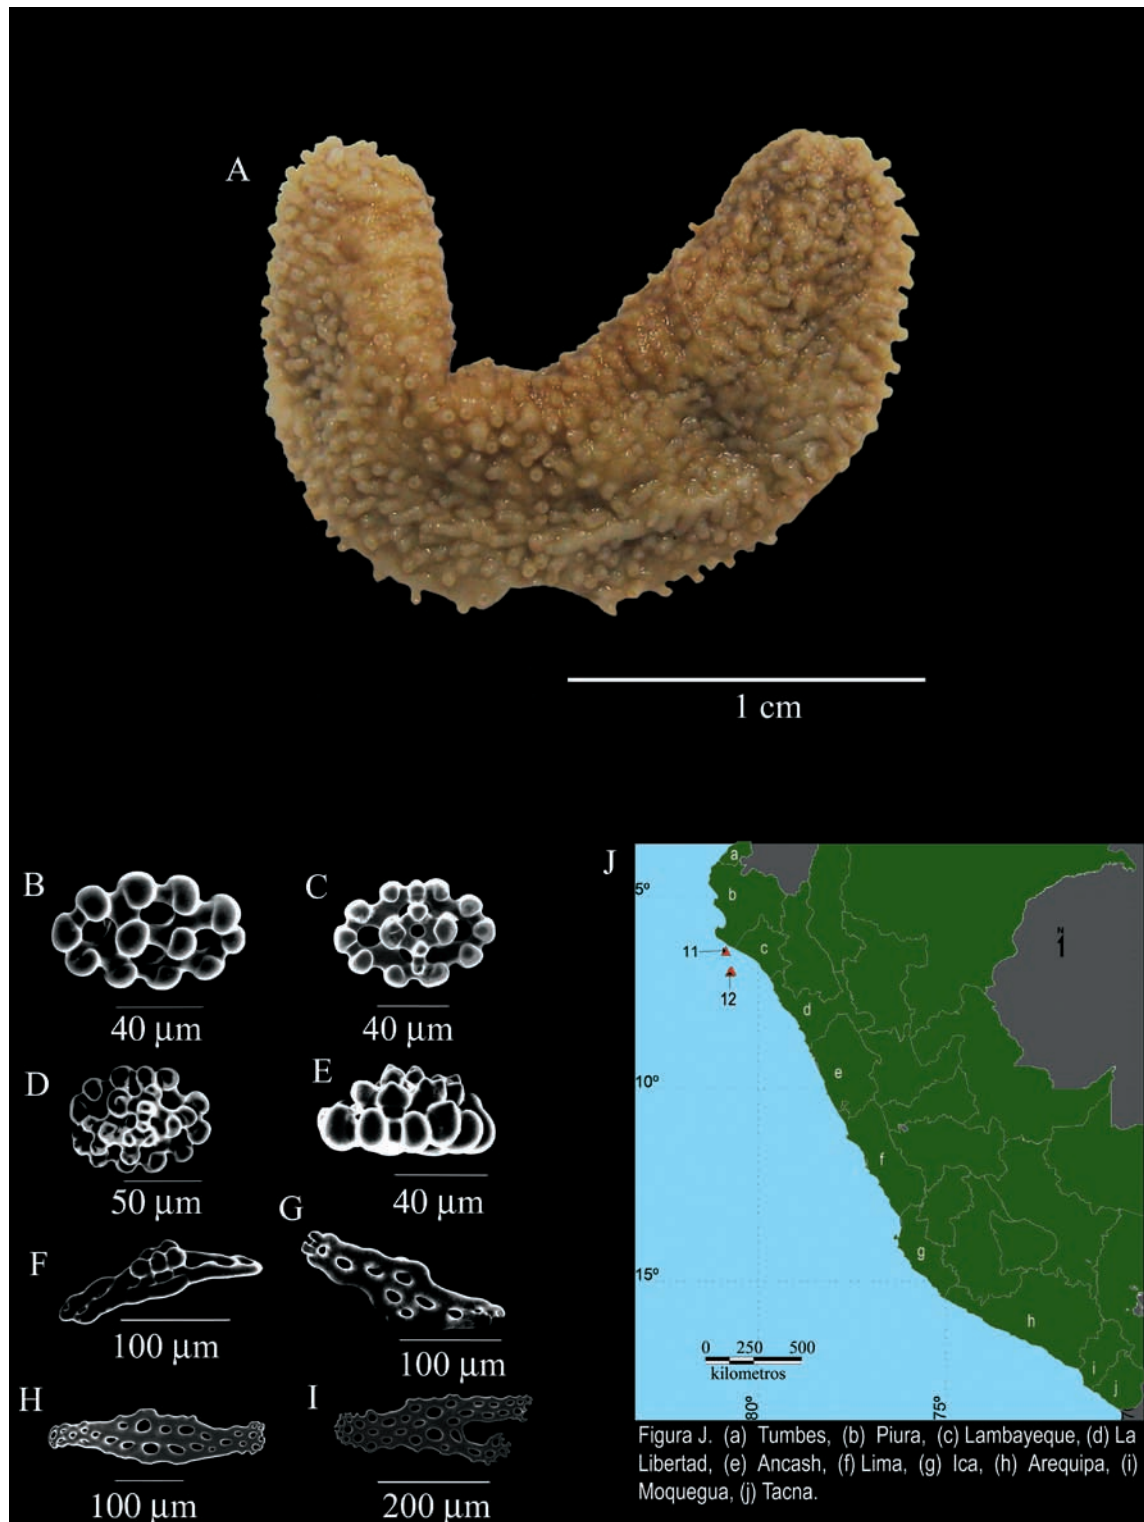 A
1 cm
B
40 µm
C
40 µm
D
50 µm
E
40 µm
F
100 µm
G
100 µm
H
100 µm
I
200 µm
J
5º
10º
15º
80º
75º
70
a
b
c
d
e
f
g
h
i
j
11
12
N
0 250 500
kilometros
Figura J. (a) Tumbes, (b) Piura, (c) Lambayeque, (d) La
Libertad, (e) Ancash, (f) Lima, (g) Ica, (h) Arequipa, (i)
Moquegua, (j) Tacna.